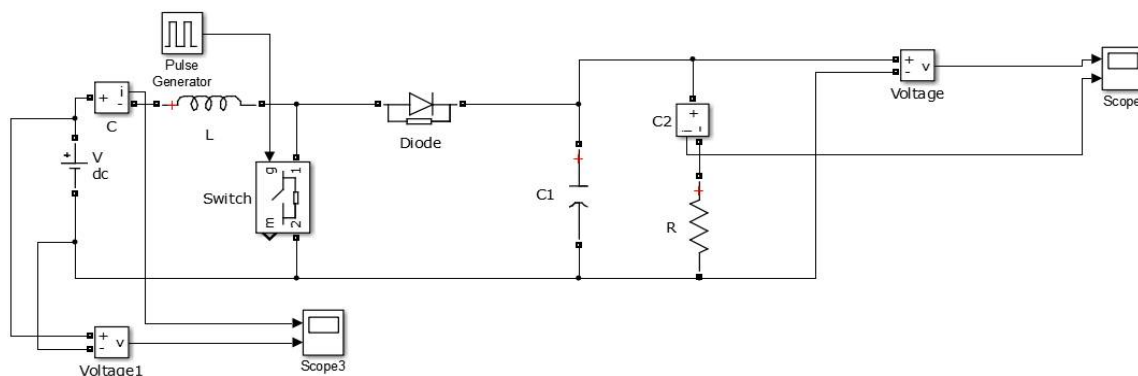 Pulse
Generator
i
+
-
C
L
V
dc
+
Switch
g
m
1
2
Diode
C1
C2
+
-
i
R
+
-
v
Voltage
Scope
+
-
v
Voltage1
Scope3